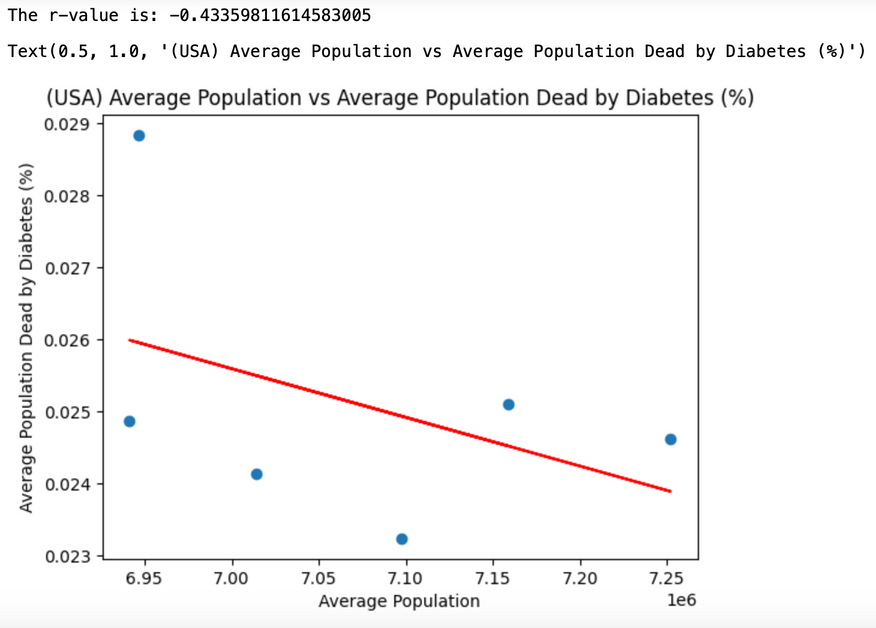 The r-value is: -0.43359811614583005
Text(0.5, 1.0, '(USA) Average Population vs Average Population Dead by Diabetes (%)')
(USA) Average Population vs Average Population Dead by Diabetes (%)
Average Population Dead by Diabetes (%)
0.029
0.028
0.027
0.026
0.025
0.024
0.023
6.95 7.00 7.05 7.10 7.15 7.20 7.25
1e6
Average Population